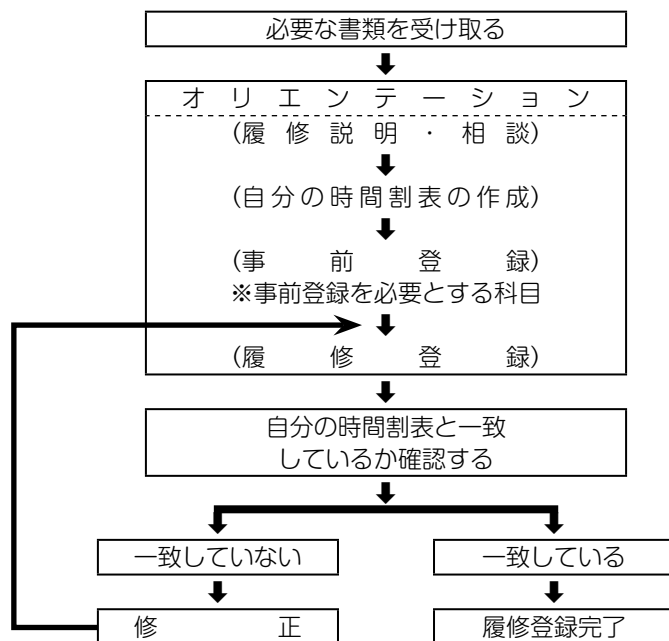 必要な書類を受け取る
オリエンテーション
(履修説明・相談)
(自分の時間割表の作成)
(事前登録)
※事前登録を必要とする科目
(履修登録)
自分の時間割表と一致
しているか確認する
一致していない
一致している
修正
履修登録完了